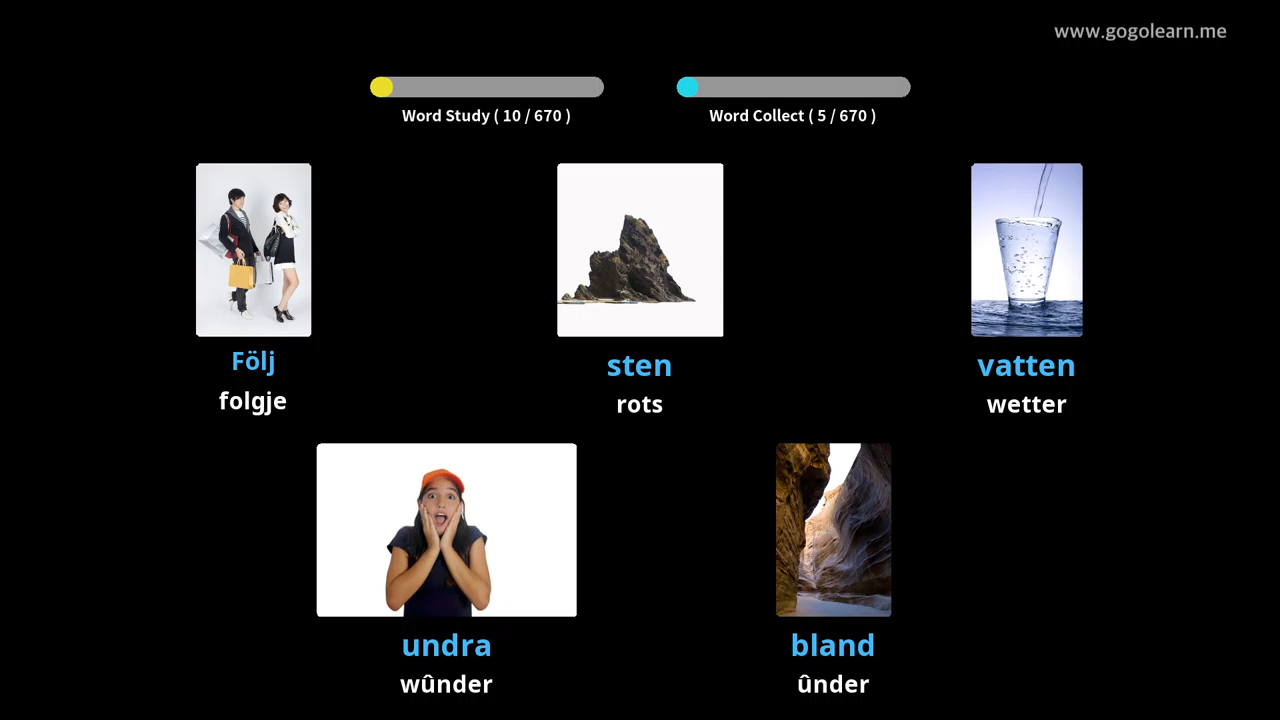 www.gogolearn.me
Word Study ( 10 / 670 )
Word Collect ( 5 / 670 )
Följ
folgje
sten
rots
vatten
wetter
undra
wûnder
bland
ûnder